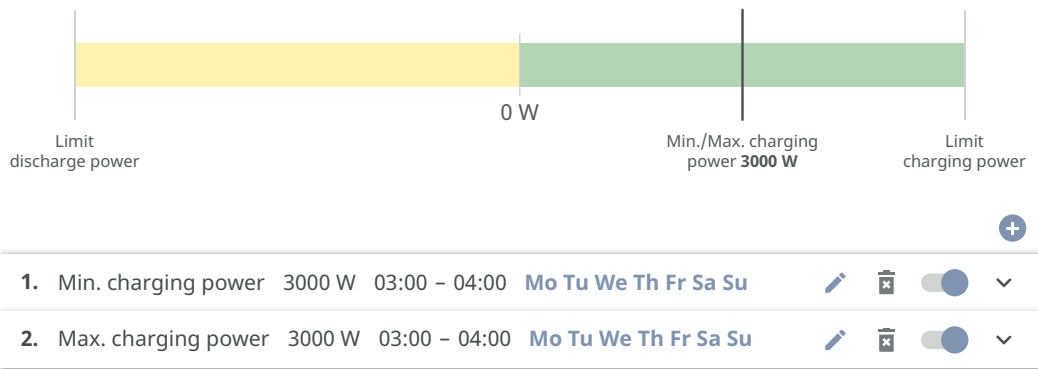 0 W
Limit
discharge power
Min./Max. charging
power 3000 W
Limit
charging power
1. Min. charging power 3000 W 03:00 – 04:00 Mo Tu We Th Fr Sa Su
2. Max. charging power 3000 W 03:00 – 04:00 Mo Tu We Th Fr Sa Su